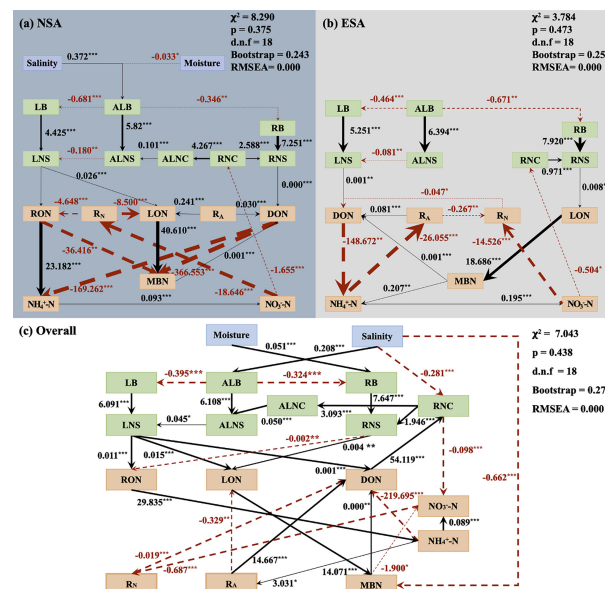 (a) NSA
χ² = 8.290
p = 0.375
d.n.f = 18
Bootstrap = 0.243
RMSEA= 0.000
Salinity
0.372***
-0.033*
Moisture
LB
-0.681***
ALB
-0.346**
RB
4.425***
5.82***
7.251***
LNS
-0.180**
ALNS
0.101***
ALNC
4.267***
RNC
2.588***
RNS
0.026***
0.000***
RON
-4.648***
R_N
-8.500***
LON
0.241***
R_A
0.030***
DON
-36.416**
40.610***
-366.553***
0.001***
MBN
23.182***
-169.262***
-18.646***
-1.655***
NH₄⁺-N
0.093***
NO₃⁻-N
(b) ESA
χ² = 3.784
p = 0.473
d.n.f = 18
Bootstrap = 0.25
RMSEA= 0.000
LB
-0.464***
ALB
-0.671**
RB
5.251***
6.394***
7.920***
LNS
-0.081**
ALNS
RNC
0.971***
RNS
0.001**
0.008*
-0.047*
DON
0.081***
R_A
-0.267**
R_N
LON
-148.672**
-26.055***
-14.526***
0.001***
18.686***
MBN
-0.504*
0.207**
NH₄⁺-N
0.195***
NO₃⁻-N
(c) Overall
χ² = 7.043
p = 0.438
d.n.f = 18
Bootstrap = 0.27
RMSEA = 0.000
Moisture
0.051***
0.208***
Salinity
-0.281***
LB
-0.395***
ALB
-0.324***
RB
6.091***
6.108***
7.647***
ALNC
RNC
3.093***
1.946***
LNS
0.045*
ALNS
0.050***
RNS
-0.002**
0.011***
0.015***
0.004 **
54.119***
-0.098***
RON
LON
0.001***
DON
-0.662***
29.835***
-0.329*
0.000**
-219.695***
NO₃⁻-N
0.089***
NH₄⁺-N
-0.019***
-0.687***
14.667***
14.071***
-1.900*
R_N
R_A
3.031*
MBN